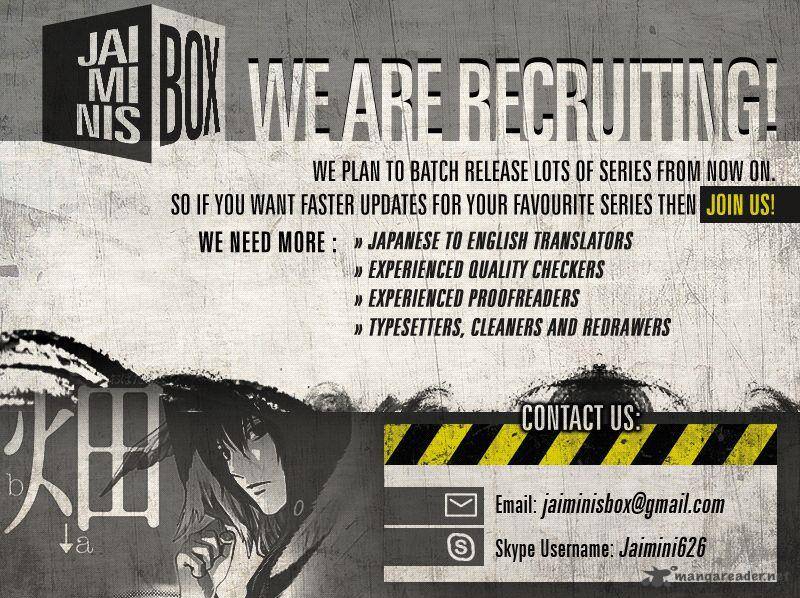 JAI
MI
NIS
BOX
WE ARE RECRUITING!
WE PLAN TO BATCH RELEASE LOTS OF SERIES FROM NOW ON.
SO IF YOU WANT FASTER UPDATES FOR YOUR FAVOURITE SERIES THEN JOIN US!
WE NEED MORE : » JAPANESE TO ENGLISH TRANSLATORS
» EXPERIENCED QUALITY CHECKERS
» EXPERIENCED PROOFREADERS
» TYPESETTERS, CLEANERS AND REDRAWERS
畑
b
↓a
CONTACT US:
Email: jaiminisbox@gmail.com
Skype Username: Jaimini626
mangareader.net